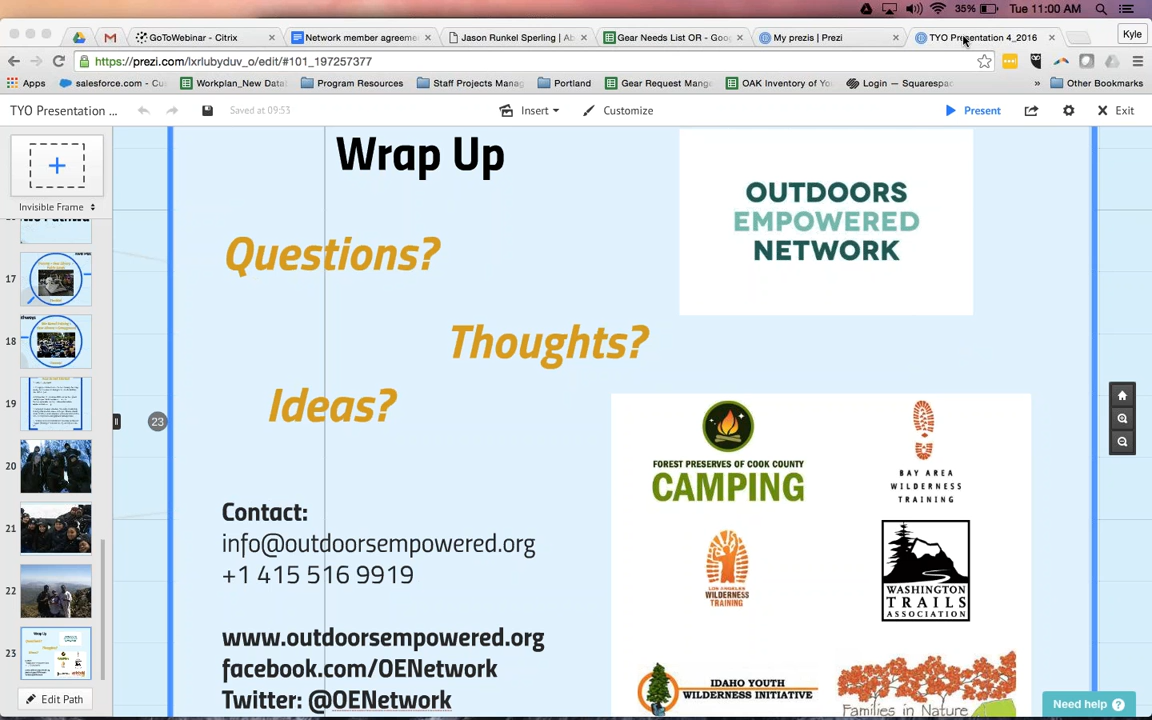 35%
Tue 11:00 AM
GoToWebinar - Citrix
Network member agreeme
Jason Runkel Sperling | Ab
Gear Needs List OR - Goo
My prezis | Prezi
TYO Presentation 4_2016
Kyle
https://prezi.com/lxrlubyduv_o/edit/#101_197257377
Apps
salesforce.com - Cu
Workplan_New Data
Program Resources
Staff Projects Manag
Portland
Gear Request Mang
OAK Inventory of You
Login — Squarespac
»
Other Bookmarks
TYO Presentation ...
Saved at 09:53
Insert
Customize
Present
Exit
Invisible Frame
17
18
19
20
21
22
23
Edit Path
23
Wrap Up
OUTDOORS
EMPOWERED
NETWORK
Questions?
Thoughts?
Ideas?
Contact:
info@outdoorsempowered.org
+1 415 516 9919
www.outdoorsempowered.org
facebook.com/OENetwork
Twitter: @OENetwork
FOREST PRESERVES OF COOK COUNTY
CAMPING
BAY AREA
WILDERNESS
TRAINING
LOS ANGELES
WILDERNESS
TRAINING
WASHINGTON
TRAILS
ASSOCIATION
IDAHO YOUTH
WILDERNESS INITIATIVE
Families in Nature
Need help ?